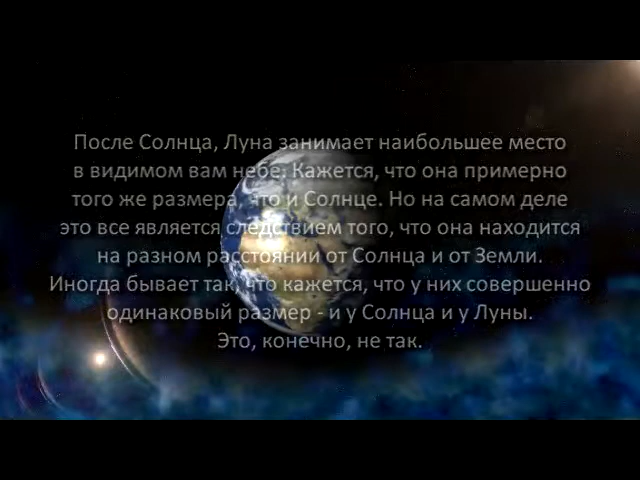 После Солнца, Луна занимает наибольшее место
в видимом вам небе. Кажется, что она примерно
того же размера, что и Солнце. Но на самом деле
это все является следствием того, что она находится
на разном расстоянии от Солнца и от Земли.
Иногда бывает так, что кажется, что у них совершенно
одинаковый размер - и у Солнца и у Луны.
Это, конечно, не так.